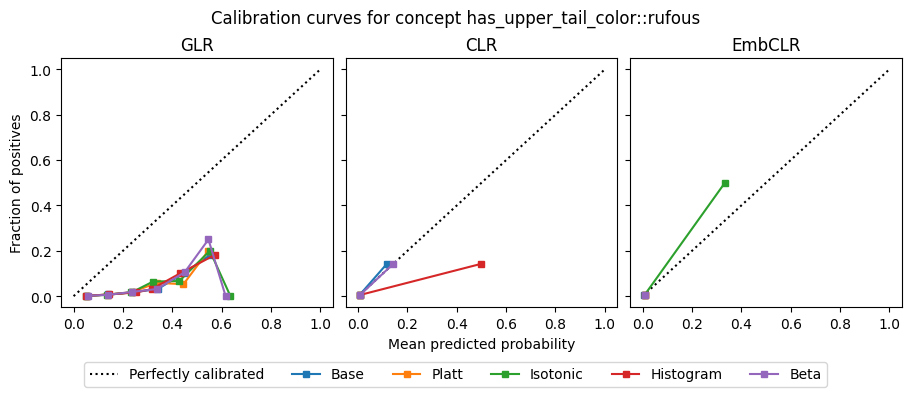 Calibration curves for concept has_upper_tail_color::rufous
GLR
CLR
EmbCLR
Fraction of positives
1.0
0.8
0.6
0.4
0.2
0.0
0.0 0.2 0.4 0.6 0.8 1.0
0.0 0.2 0.4 0.6 0.8 1.0
0.0 0.2 0.4 0.6 0.8 1.0
Mean predicted probability
Perfectly calibrated Base Platt Isotonic Histogram Beta